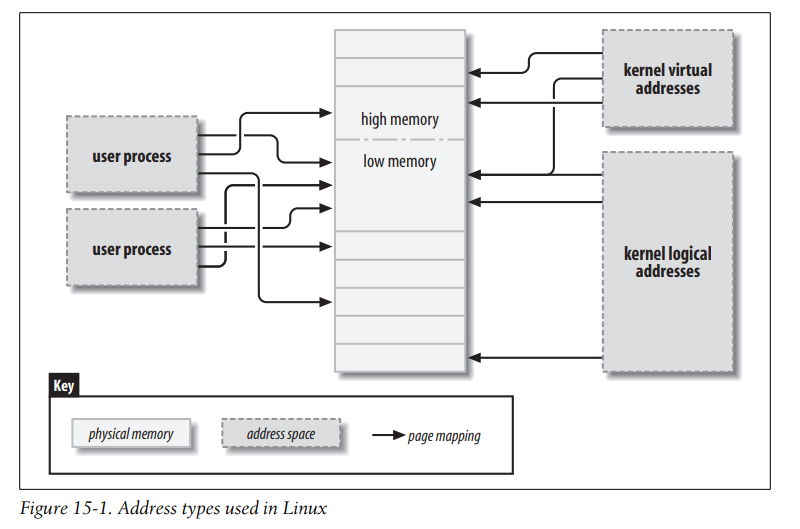 kernel virtual
addresses
high memory
user process
low memory
user process
kernel logical
addresses
Key
physical memory
address space
page mapping
Figure 15-1. Address types used in Linux